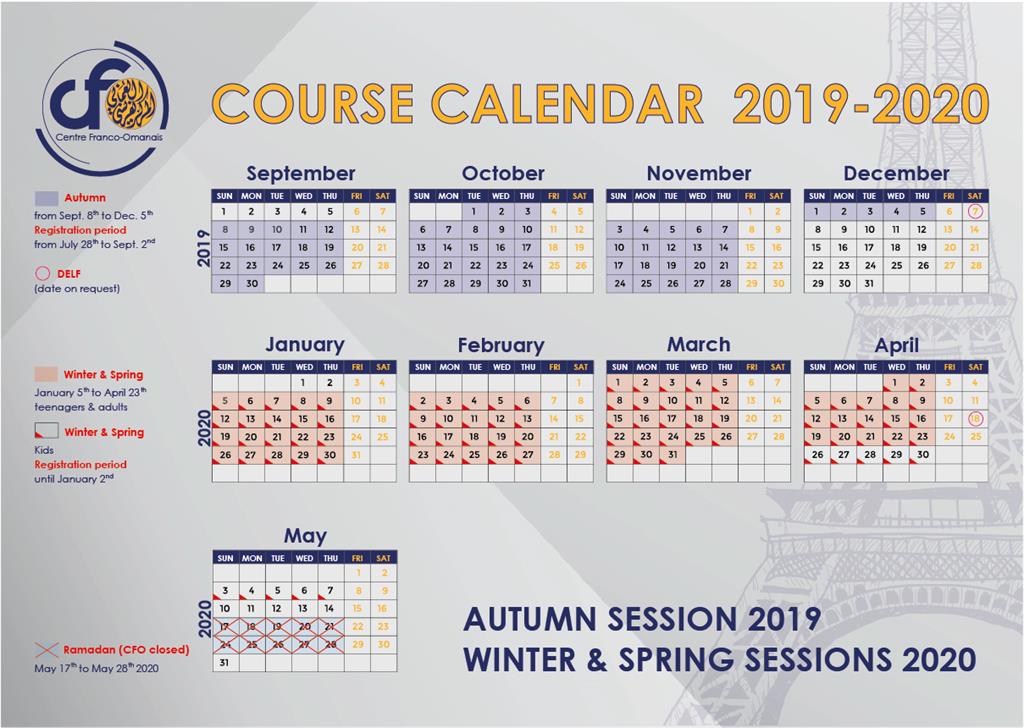 cfo
Centre Franco-Omanais
COURSE CALENDAR 2019-2020
Autumn
from Sept. 8th to Dec. 5th
Registration period
from July 28th to Sept. 2nd
DELF
(date on request)
2019
September
SUN MON TUE WED THU FRI SAT
1 2 3 4 5 6 7
8 9 10 11 12 13 14
15 16 17 18 19 20 21
22 23 24 25 26 27 28
29 30
October
SUN MON TUE WED THU FRI SAT
1 2 3 4 5
6 7 8 9 10 11 12
13 14 15 16 17 18 19
20 21 22 23 24 25 26
27 28 29 30 31
November
SUN MON TUE WED THU FRI SAT
1 2
3 4 5 6 7 8 9
10 11 12 13 14 15 16
17 18 19 20 21 22 23
24 25 26 27 28 29 30
December
SUN MON TUE WED THU FRI SAT
1 2 3 4 5 6 7
8 9 10 11 12 13 14
15 16 17 18 19 20 21
22 23 24 25 26 27 28
29 30 31
Winter & Spring
January 5th to April 23th
teenagers & adults
Winter & Spring
Kids
Registration period
until January 2nd
2020
January
SUN MON TUE WED THU FRI SAT
1 2 3 4
5 6 7 8 9 10 11
12 13 14 15 16 17 18
19 20 21 22 23 24 25
26 27 28 29 30 31
February
SUN MON TUE WED THU FRI SAT
1
2 3 4 5 6 7 8
9 10 11 12 13 14 15
16 17 18 19 20 21 22
23 24 25 26 27 28 29
March
SUN MON TUE WED THU FRI SAT
1 2 3 4 5 6 7
8 9 10 11 12 13 14
15 16 17 18 19 20 21
22 23 24 25 26 27 28
29 30 31
April
SUN MON TUE WED THU FRI SAT
1 2 3 4
5 6 7 8 9 10 11
12 13 14 15 16 17 18
19 20 21 22 23 24 25
26 27 28 29 30
Ramadan (CFO closed)
May 17th to May 28th 2020
2020
May
SUN MON TUE WED THU FRI SAT
1 2
3 4 5 6 7 8 9
10 11 12 13 14 15 16
17 18 19 20 21 22 23
24 25 26 27 28 29 30
31
AUTUMN SESSION 2019
WINTER & SPRING SESSIONS 2020